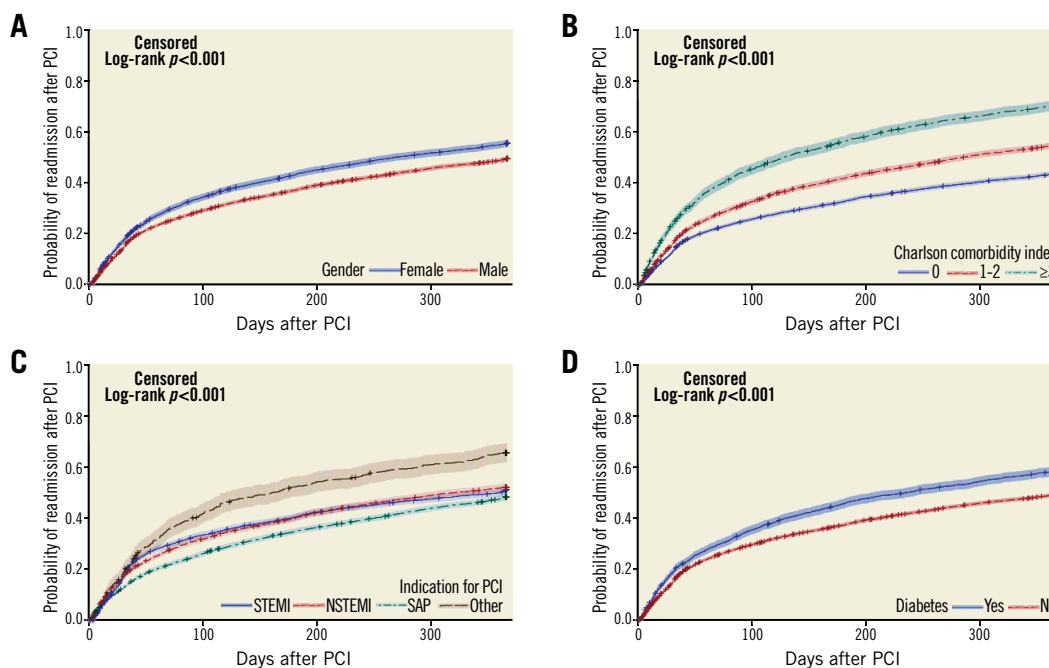 A
Censored
Log-rank p<0.001
Probability of readmission after PCI
1.0
0.8
0.6
0.4
0.2
0.0
Gender Female Male
0 100 200 300
Days after PCI
B
Censored
Log-rank p<0.001
Probability of readmission after PCI
1.0
0.8
0.6
0.4
0.2
0.0
Charlson comorbidity inde
0 1-2 ≥
0 100 200 300
Days after PCI
C
Censored
Log-rank p<0.001
Probability of readmission after PCI
1.0
0.8
0.6
0.4
0.2
0.0
Indication for PCI
STEMI NSTEMI SAP Other
0 100 200 300
Days after PCI
D
Censored
Log-rank p<0.001
Probability of readmission after PCI
1.0
0.8
0.6
0.4
0.2
0.0
Diabetes Yes N
0 100 200 300
Days after PCI